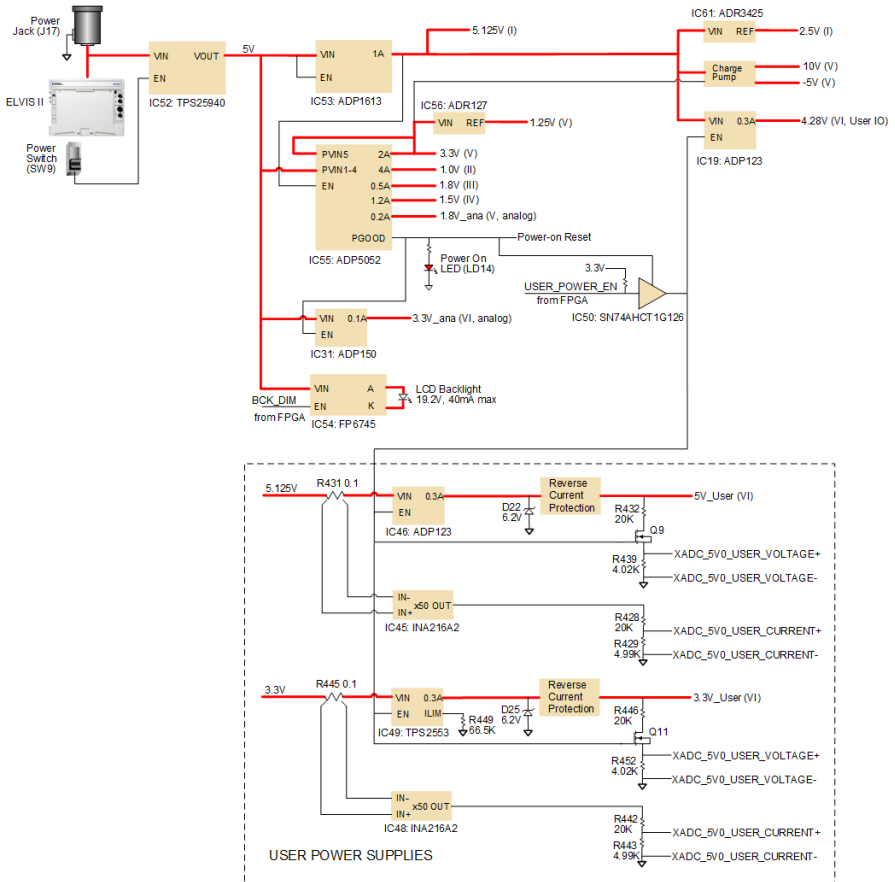 Power
Jack (J17)
ELVIS II
Power
Switch
(SW9)
VIN VOUT
EN
IC52: TPS25940
5V
VIN 1A
EN
IC53: ADP1613
5.125V (I)
IC61: ADR3425
VIN REF
2.5V (I)
Charge
Pump
10V (V)
-5V (V)
VIN 0.3A
EN
4.28V (VI, User IO)
IC19: ADP123
IC56: ADR127
VIN REF
1.25V (V)
PVIN5 2A
3.3V (V)
PVIN1-4 4A
1.0V (II)
EN 0.5A
1.8V (III)
1.2A
1.5V (IV)
0.2A
1.8V_ana (V, analog)
PGOOD
IC55: ADP5052
Power-on Reset
Power On
LED (LD14)
3.3V
USER_POWER_EN
from FPGA
IC50: SN74AHCT1G126
VIN 0.1A
EN
3.3V_ana (VI, analog)
IC31: ADP150
VIN A
EN K
BCK_DIM
from FPGA
IC54: FP6745
LCD Backlight
19.2V, 40mA max
5.125V
R431 0.1
VIN 0.3A
EN
IC46: ADP123
D22
6.2V
Reverse
Current
Protection
5V_User (VI)
R432
20K
Q9
R439
4.02K
XADC_5V0_USER_VOLTAGE+
XADC_5V0_USER_VOLTAGE-
IN-
IN+
x50 OUT
IC45: INA216A2
R428
20K
R429
4.99K
XADC_5V0_USER_CURRENT+
XADC_5V0_USER_CURRENT-
3.3V
R445 0.1
VIN 0.3A
EN ILIM
IC49: TPS2553
R449
66.5K
D25
6.2V
Reverse
Current
Protection
3.3V_User (VI)
R446
20K
Q11
R452
4.02K
XADC_5V0_USER_VOLTAGE+
XADC_5V0_USER_VOLTAGE-
IN-
IN+
x50 OUT
IC48: INA216A2
R442
20K
R443
4.99K
XADC_5V0_USER_CURRENT+
XADC_5V0_USER_CURRENT-
USER POWER SUPPLIES